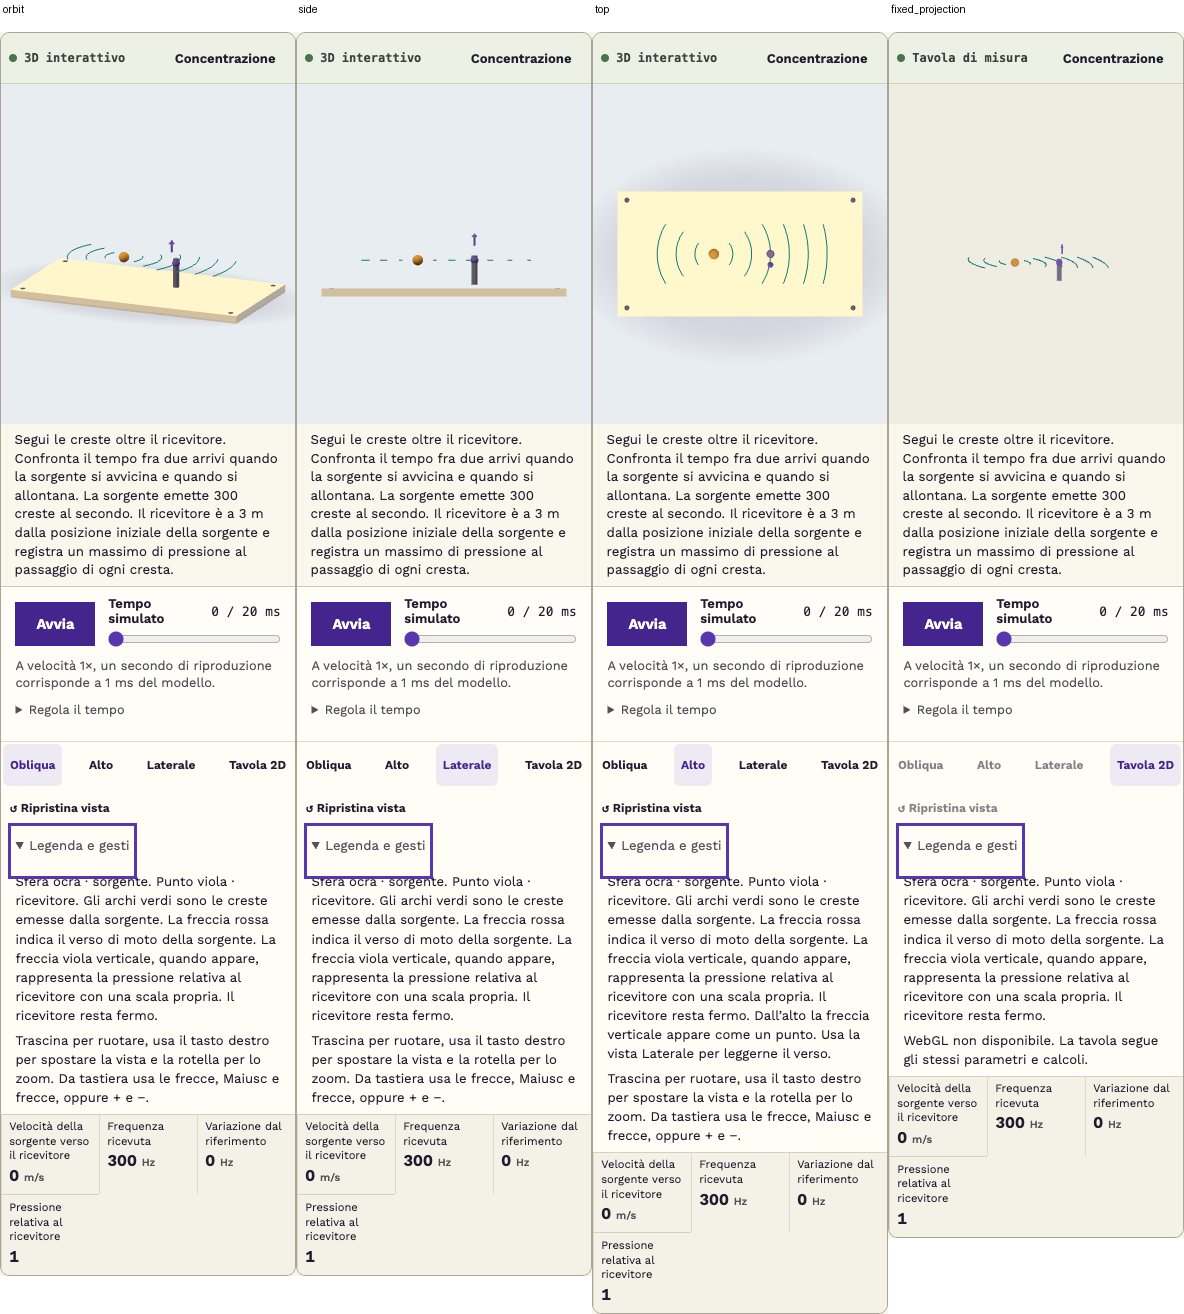 orbit
3D interattivo
Concentrazione
Segui le creste oltre il ricevitore.
Confronta il tempo fra due arrivi quando
la sorgente si avvicina e quando si
allontana. La sorgente emette 300
creste al secondo. Il ricevitore è a 3 m
dalla posizione iniziale della sorgente e
registra un massimo di pressione al
passaggio di ogni cresta.
Avvia
Tempo
simulato
0 / 20 ms
A velocità 1×, un secondo di riproduzione
corrisponde a 1 ms del modello.
▶ Regola il tempo
Obliqua Alto Laterale Tavola 2D
↺ Ripristina vista
▼ Legenda e gesti
Sfera ocra · sorgente. Punto viola ·
ricevitore. Gli archi verdi sono le creste
emesse dalla sorgente. La freccia rossa
indica il verso di moto della sorgente. La
freccia viola verticale, quando appare,
rappresenta la pressione relativa al
ricevitore con una scala propria. Il
ricevitore resta fermo.
Trascina per ruotare, usa il tasto destro
per spostare la vista e la rotella per lo
zoom. Da tastiera usa le frecce, Maiusc e
frecce, oppure + e −.
Velocità della
sorgente verso
il ricevitore
0 m/s
Frequenza
ricevuta
300 Hz
Variazione dal
riferimento
0 Hz
Pressione
relativa al
ricevitore
1
side
3D interattivo
Concentrazione
Segui le creste oltre il ricevitore.
Confronta il tempo fra due arrivi quando
la sorgente si avvicina e quando si
allontana. La sorgente emette 300
creste al secondo. Il ricevitore è a 3 m
dalla posizione iniziale della sorgente e
registra un massimo di pressione al
passaggio di ogni cresta.
Avvia
Tempo
simulato
0 / 20 ms
A velocità 1×, un secondo di riproduzione
corrisponde a 1 ms del modello.
▶ Regola il tempo
Obliqua Alto Laterale Tavola 2D
↺ Ripristina vista
▼ Legenda e gesti
Sfera ocra · sorgente. Punto viola ·
ricevitore. Gli archi verdi sono le creste
emesse dalla sorgente. La freccia rossa
indica il verso di moto della sorgente. La
freccia viola verticale, quando appare,
rappresenta la pressione relativa al
ricevitore con una scala propria. Il
ricevitore resta fermo.
Trascina per ruotare, usa il tasto destro
per spostare la vista e la rotella per lo
zoom. Da tastiera usa le frecce, Maiusc e
frecce, oppure + e −.
Velocità della
sorgente verso
il ricevitore
0 m/s
Frequenza
ricevuta
300 Hz
Variazione dal
riferimento
0 Hz
Pressione
relativa al
ricevitore
1
top
3D interattivo
Concentrazione
Segui le creste oltre il ricevitore.
Confronta il tempo fra due arrivi quando
la sorgente si avvicina e quando si
allontana. La sorgente emette 300
creste al secondo. Il ricevitore è a 3 m
dalla posizione iniziale della sorgente e
registra un massimo di pressione al
passaggio di ogni cresta.
Avvia
Tempo
simulato
0 / 20 ms
A velocità 1×, un secondo di riproduzione
corrisponde a 1 ms del modello.
▶ Regola il tempo
Obliqua Alto Laterale Tavola 2D
↺ Ripristina vista
▼ Legenda e gesti
Sfera ocra · sorgente. Punto viola ·
ricevitore. Gli archi verdi sono le creste
emesse dalla sorgente. La freccia rossa
indica il verso di moto della sorgente. La
freccia viola verticale, quando appare,
rappresenta la pressione relativa al
ricevitore con una scala propria. Il
ricevitore resta fermo. Dall’alto la freccia
verticale appare come un punto. Usa la
vista Laterale per leggerne il verso.
Trascina per ruotare, usa il tasto destro
per spostare la vista e la rotella per lo
zoom. Da tastiera usa le frecce, Maiusc e
frecce, oppure + e −.
Velocità della
sorgente verso
il ricevitore
0 m/s
Frequenza
ricevuta
300 Hz
Variazione dal
riferimento
0 Hz
Pressione
relativa al
ricevitore
1
fixed_projection
Tavola di misura
Concentrazione
Segui le creste oltre il ricevitore.
Confronta il tempo fra due arrivi quando
la sorgente si avvicina e quando si
allontana. La sorgente emette 300
creste al secondo. Il ricevitore è a 3 m
dalla posizione iniziale della sorgente e
registra un massimo di pressione al
passaggio di ogni cresta.
Avvia
Tempo
simulato
0 / 20 ms
A velocità 1×, un secondo di riproduzione
corrisponde a 1 ms del modello.
▶ Regola il tempo
Obliqua Alto Laterale Tavola 2D
↺ Ripristina vista
▼ Legenda e gesti
Sfera ocra · sorgente. Punto viola ·
ricevitore. Gli archi verdi sono le creste
emesse dalla sorgente. La freccia rossa
indica il verso di moto della sorgente. La
freccia viola verticale, quando appare,
rappresenta la pressione relativa al
ricevitore con una scala propria. Il
ricevitore resta fermo.
WebGL non disponibile. La tavola segue
gli stessi parametri e calcoli.
Velocità della
sorgente verso
il ricevitore
0 m/s
Frequenza
ricevuta
300 Hz
Variazione dal
riferimento
0 Hz
Pressione
relativa al
ricevitore
1